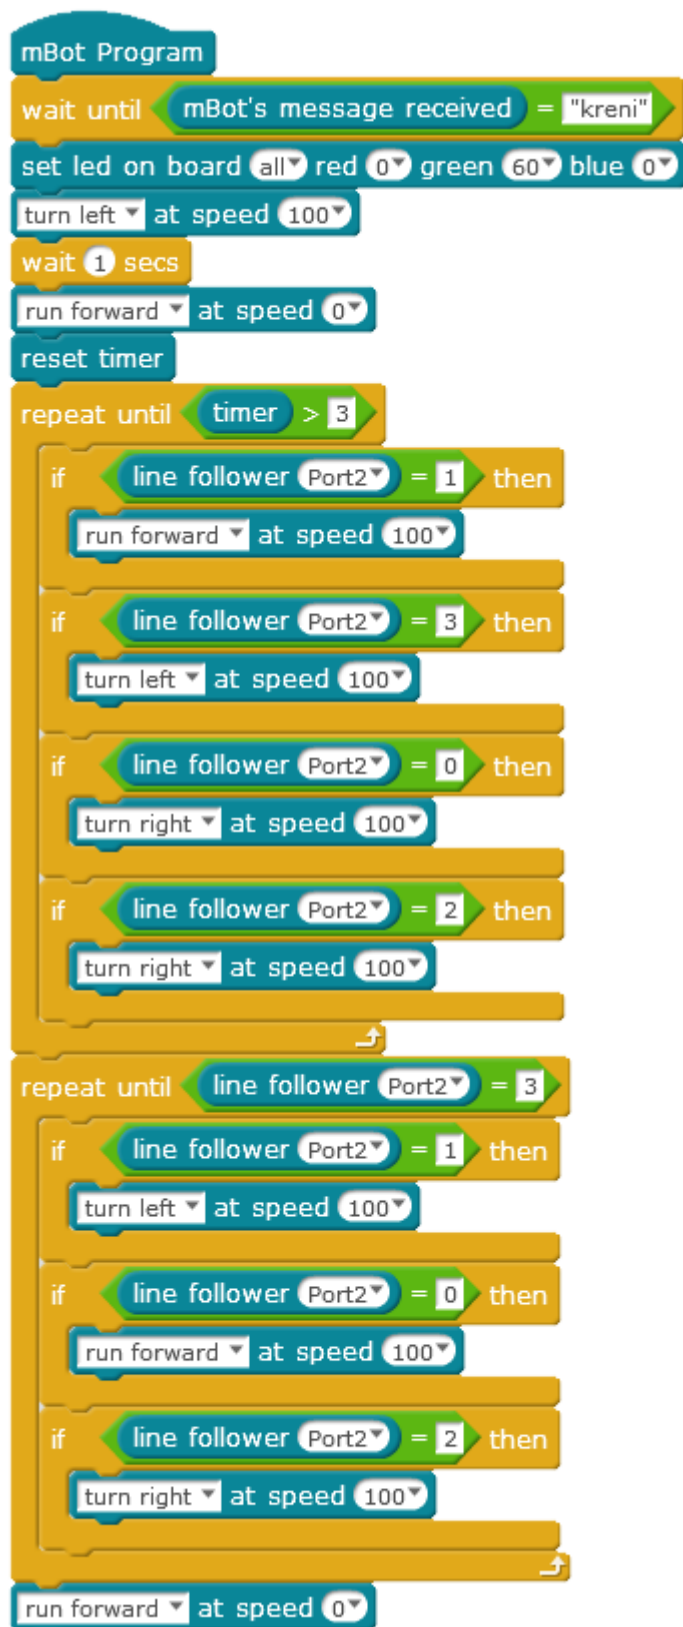 mBot Program
wait until mBot's message received = "kreni"
set led on board all red 0 green 60 blue 0
turn left at speed 100
wait 1 secs
run forward at speed 0
reset timer
repeat until timer > 3
if line follower Port2 = 1 then
run forward at speed 100
if line follower Port2 = 3 then
turn left at speed 100
if line follower Port2 = 0 then
turn right at speed 100
if line follower Port2 = 2 then
turn right at speed 100
repeat until line follower Port2 = 3
if line follower Port2 = 1 then
turn left at speed 100
if line follower Port2 = 0 then
run forward at speed 100
if line follower Port2 = 2 then
turn right at speed 100
run forward at speed 0